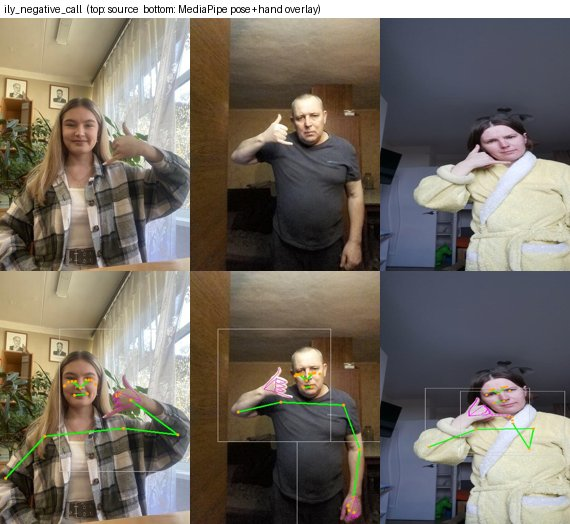 ily_negative_call (top: source bottom: MediaPipe pose+hand overlay)